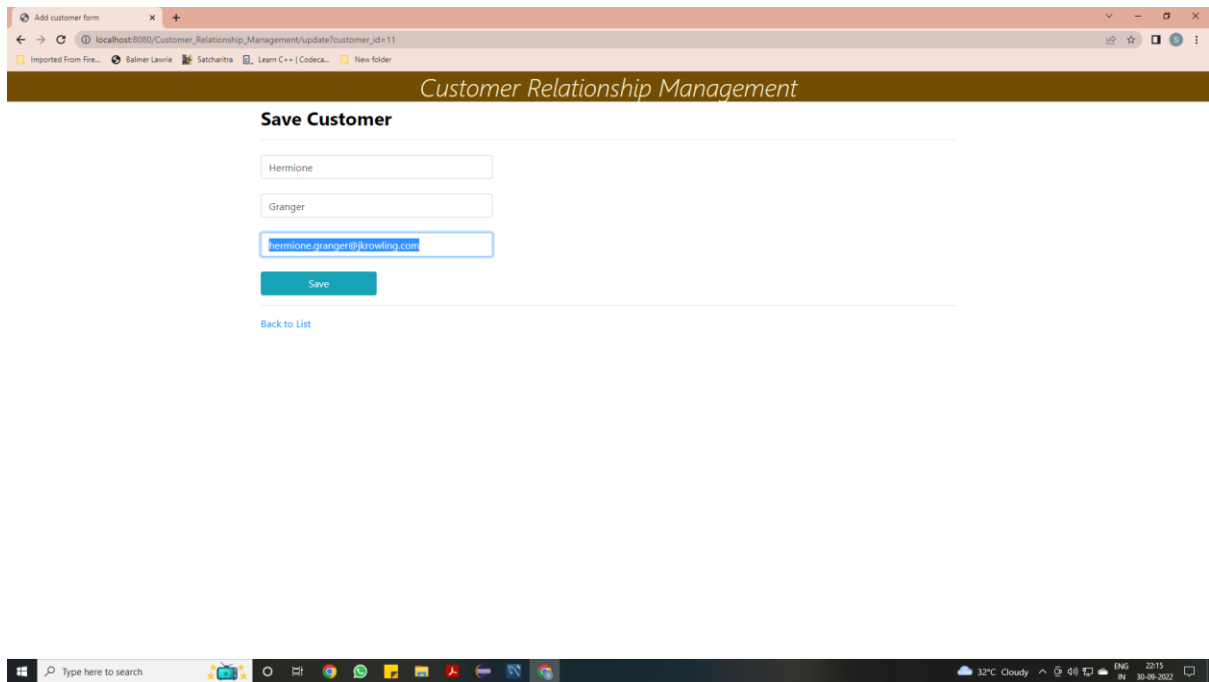 Add customer form
localhost:8080/Customer_Relationship_Management/update?customer_id=11
S
Imported From Fire... Balmer Lawrie Satcharitra Learn C++ | Codeca... New folder
Customer Relationship Management
Save Customer
Hermione
Granger
hermione.granger@jkrowling.com
Save
Back to List
Type here to search
32°C Cloudy
ENG 22:15
IN 30-09-2022